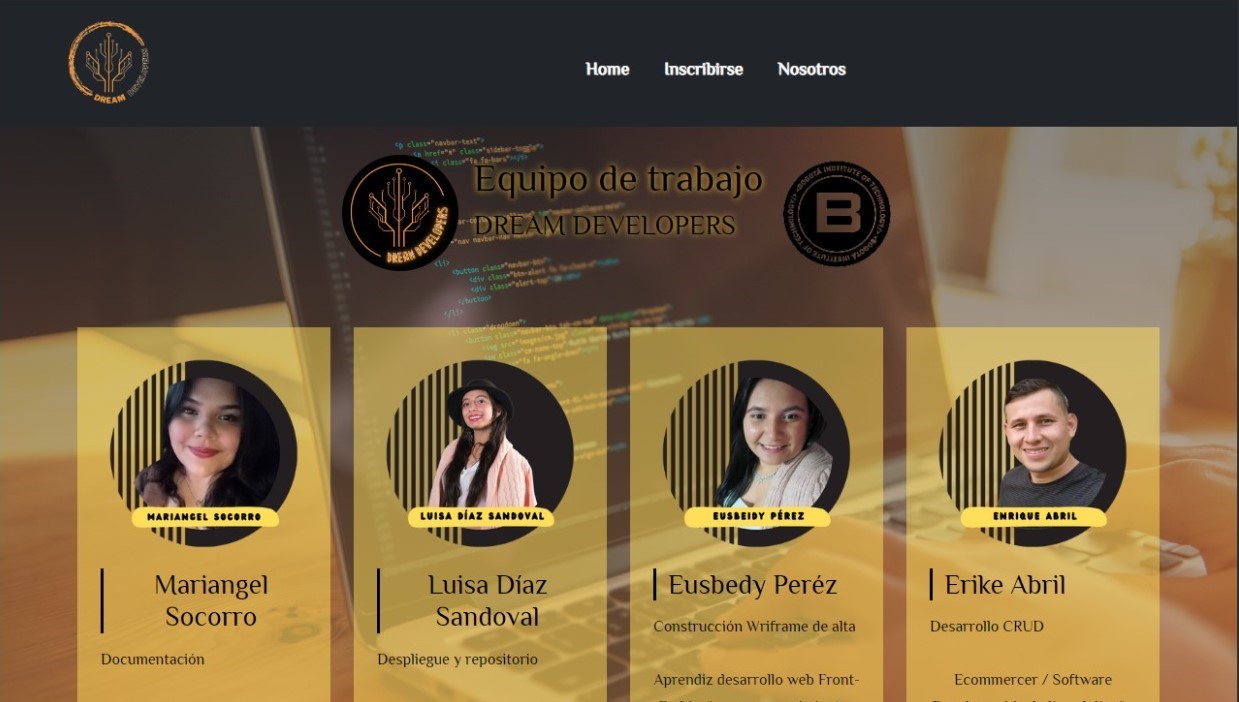 DREAM
Home Inscribirse Nosotros
Equipo de trabajo
DREAM DEVELOPERS
DREAM DEVELOPERS
BOGOTÁ INSTITUTE OF TECHNOLOGY
B
MARIANGEL SOCORRO
LUISA DÍAZ SANDOVAL
EUSBEIDY PÉREZ
ENRIQUE ABRIL
Mariangel
Socorro
Documentación
Luisa Díaz
Sandoval
Despliegue y repositorio
Eusbedy Peréz
Construcción Wriframe de alta
Aprendiz desarrollo web Front-
Erike Abril
Desarrollo CRUD
Ecommercer / Software